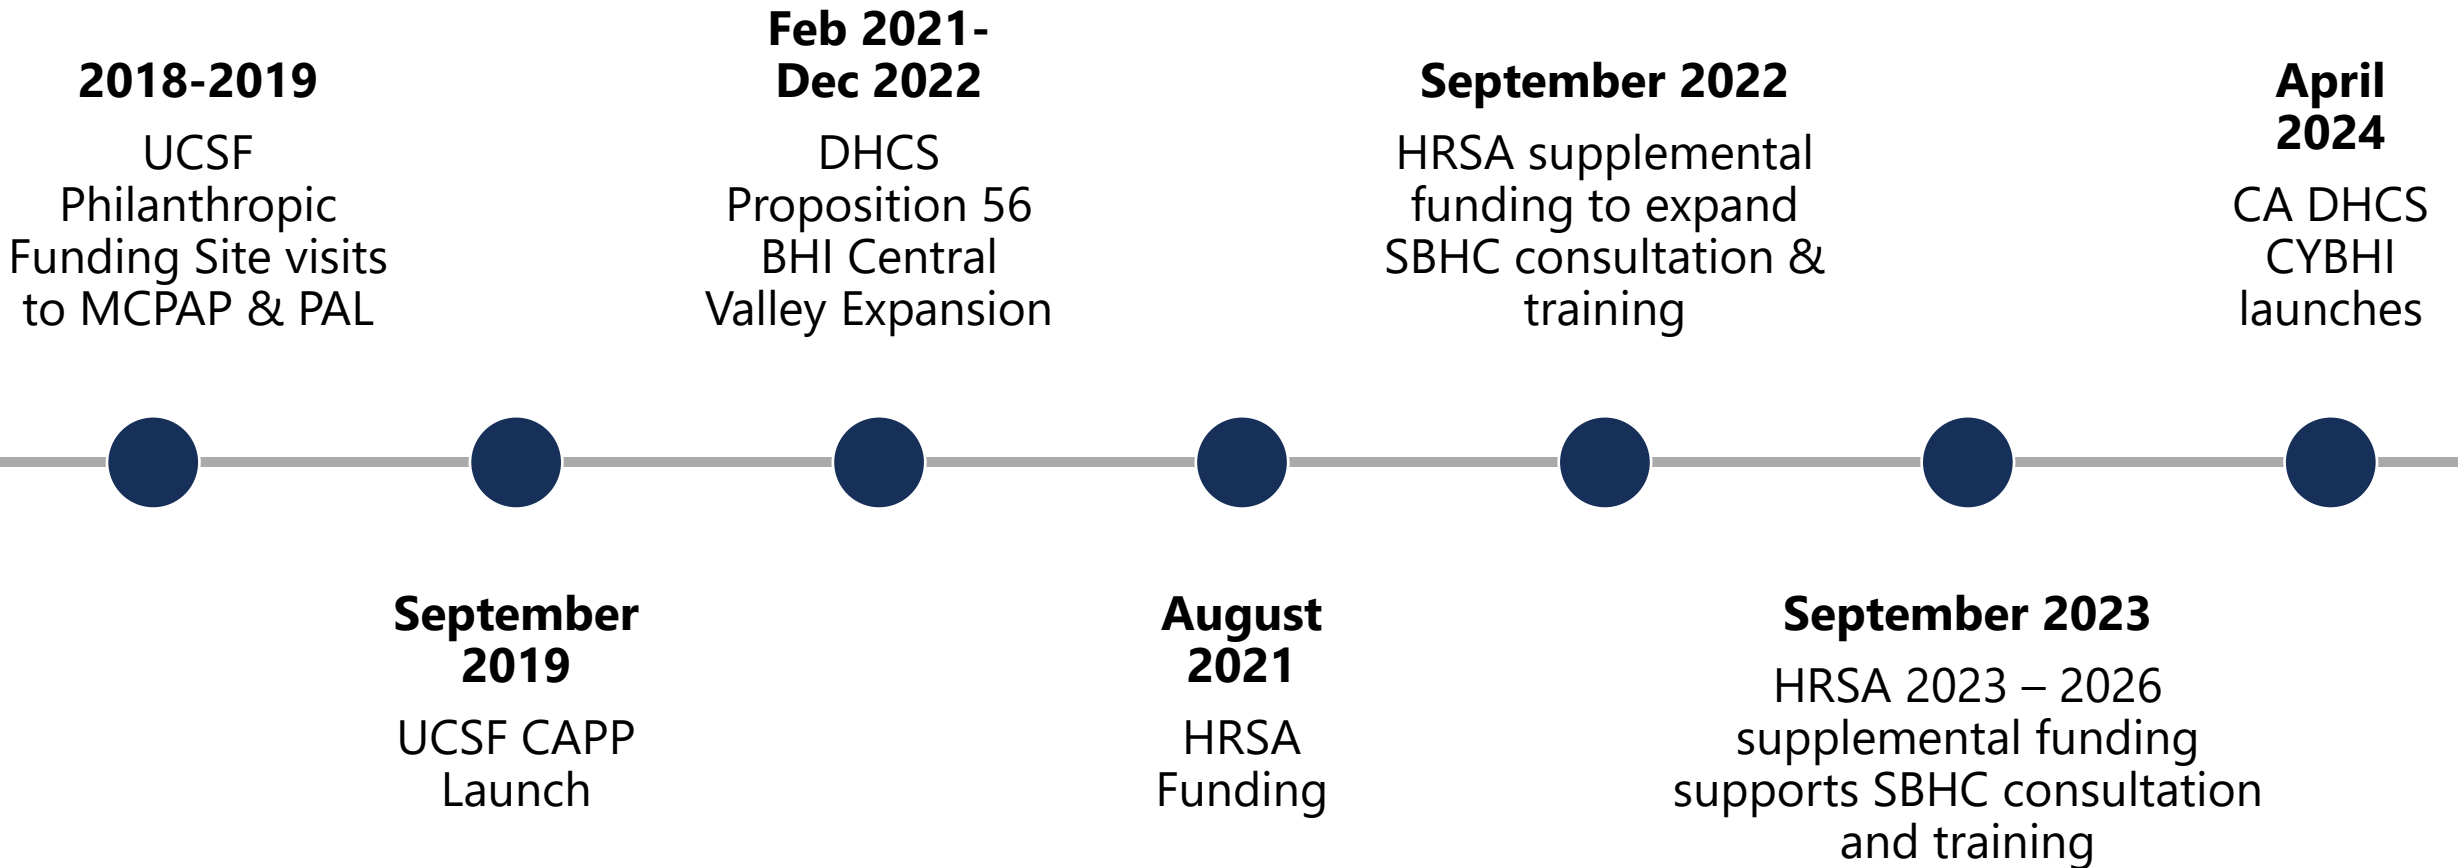 2018-2019
UCSF
Philanthropic
Funding Site visits
to MCPAP & PAL
September
2019
UCSF CAPP
Launch
Feb 2021-
Dec 2022
DHCS
Proposition 56
BHI Central
Valley Expansion
August
2021
HRSA
Funding
September 2022
HRSA supplemental
funding to expand
SBHC consultation &
training
September 2023
HRSA 2023 – 2026
supplemental funding
supports SBHC consultation
and training
April
2024
CA DHCS
CYBHI
launches